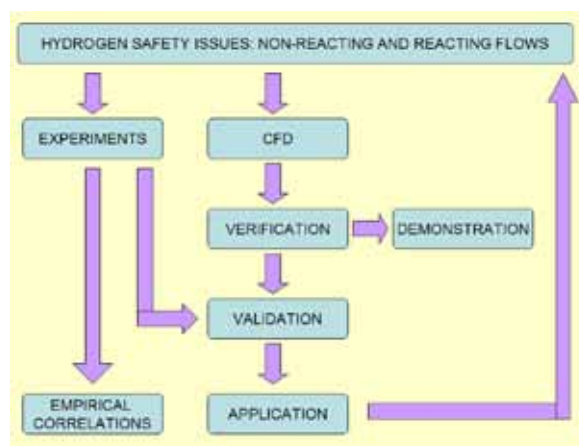 HYDROGEN SAFETY ISSUES: NON-REACTING AND REACTING FLOWS
EXPERIMENTS
CFD
VERIFICATION
DEMONSTRATION
VALIDATION
EMPIRICAL
CORRELATIONS
APPLICATION